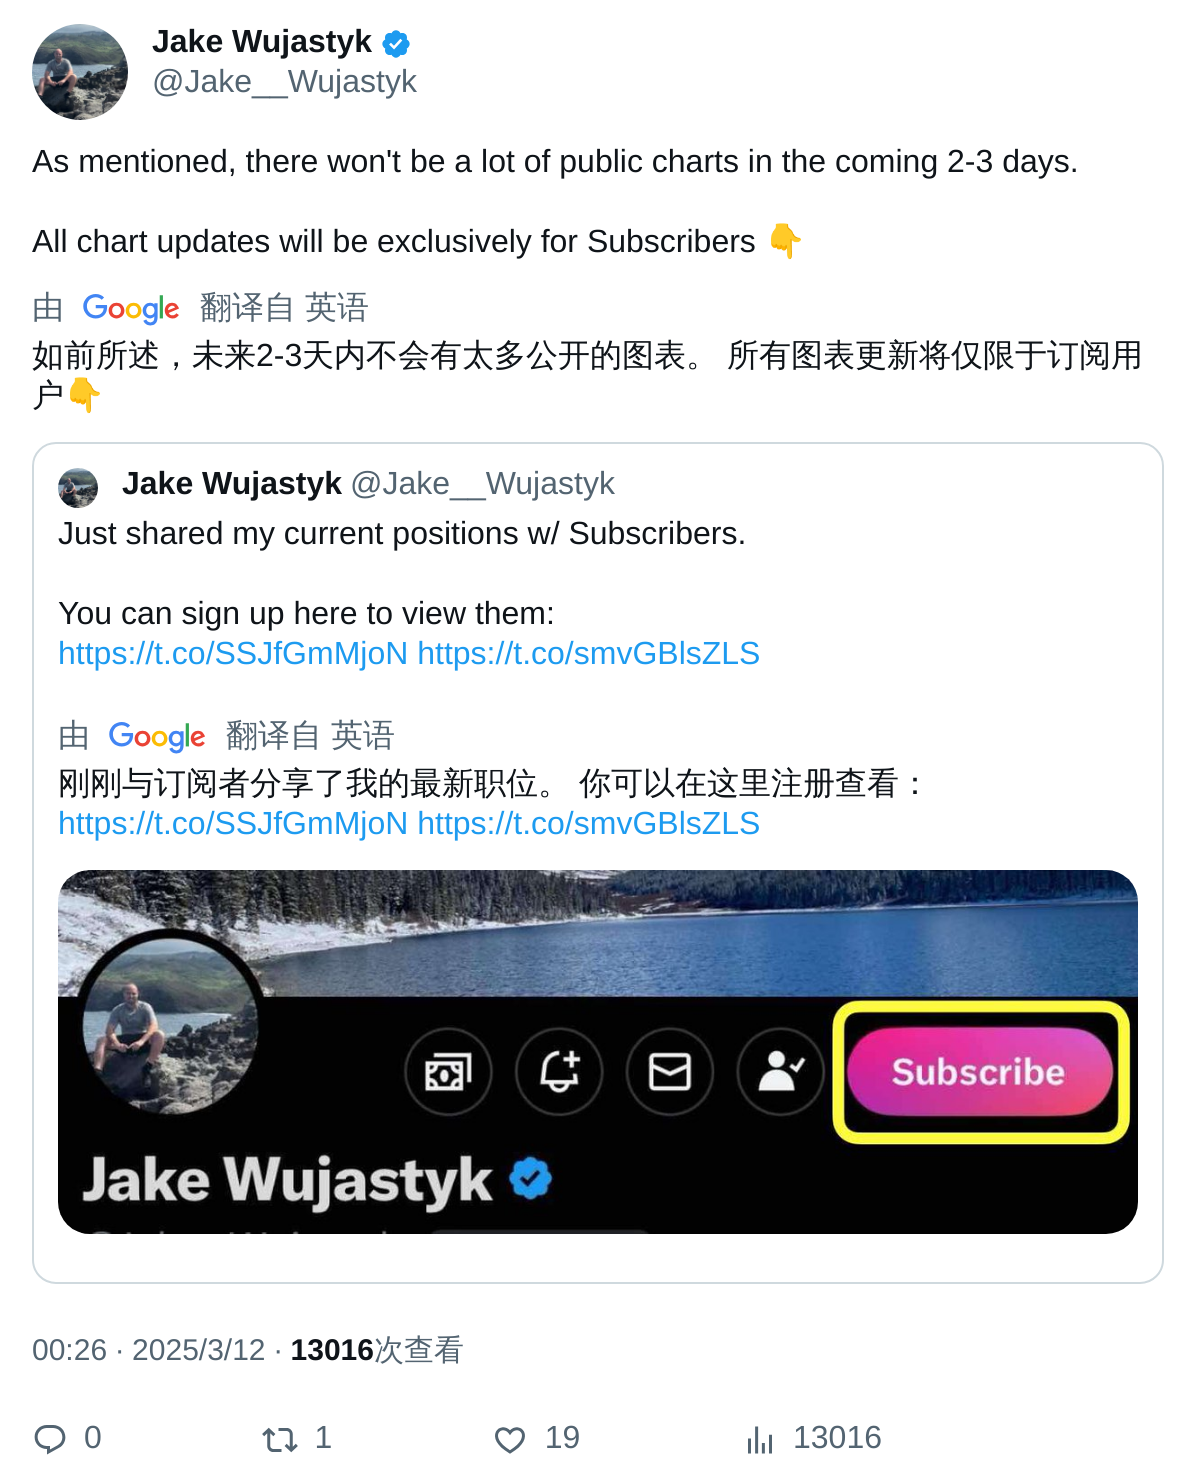 Jake Wujastyk
@Jake__Wujastyk
As mentioned, there won't be a lot of public charts in the coming 2-3 days.
All chart updates will be exclusively for Subscribers 👇
由 Google 翻译自 英语
如前所述，未来2-3天内不会有太多公开的图表。 所有图表更新将仅限于订阅用
户👇
Jake Wujastyk @Jake__Wujastyk
Just shared my current positions w/ Subscribers.
You can sign up here to view them:
https://t.co/SSJfGmMjoN https://t.co/smvGBlsZLS
由 Google 翻译自 英语
刚刚与订阅者分享了我的最新职位。 你可以在这里注册查看：
https://t.co/SSJfGmMjoN https://t.co/smvGBlsZLS
Subscribe
Jake Wujastyk
00:26 · 2025/3/12 · 13016次查看
0 1 19 13016